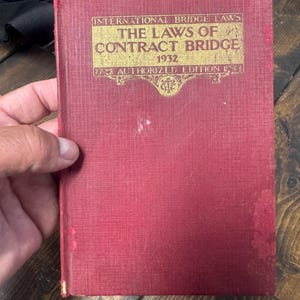 INTERNATIONAL BRIDGE LAWS
THE LAWS OF
CONTRACT BRIDGE
1932
AUTHORIZED EDITION